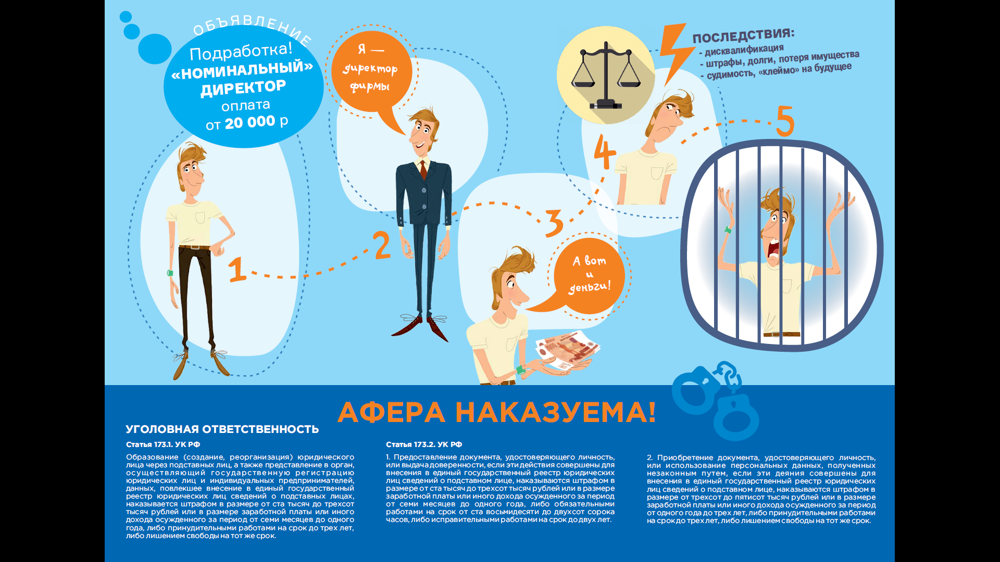 ОБЪЯВЛЕНИЕ
Подработка!
«НОМИНАЛЬНЫЙ»
ДИРЕКТОР
оплата
от 20 000 р
Я —
директор
фирмы
ПОСЛЕДСТВИЯ:
- дисквалификация
- штрафы, долги, потеря имущества
- судимость, «клеймо» на будущее
1
2
3
4
5
А вот
и
деньги!
АФЕРА НАКАЗУЕМА!
УГОЛОВНАЯ ОТВЕТСТВЕННОСТЬ
Статья 173.1. УК РФ
Образование (создание, реорганизация) юридического
лица через подставных лиц, а также представление в орган,
осуществляющий государственную регистрацию
юридических лиц и индивидуальных предпринимателей,
данных, повлекшее внесение в единый государственный
реестр юридических лиц сведений о подставных лицах,
наказывается штрафом в размере от ста тысяч до трехсот
тысяч рублей или в размере заработной платы или иного
дохода осужденного за период от семи месяцев до одного
года, либо принудительными работами на срок до трех лет,
либо лишением свободы на тот же срок.
Статья 173.2. УК РФ
1. Предоставление документа, удостоверяющего личность,
или выдача доверенности, если эти действия совершены для
внесения в единый государственный реестр юридических
лиц сведений о подставном лице, наказываются штрафом в
размере от ста тысяч до трехсот тысяч рублей или в размере
заработной платы или иного дохода осужденного за период
от семи месяцев до одного года, либо обязательными
работами на срок от ста восьмидесяти до двухсот сорока
часов, либо исправительными работами на срок до двух лет.
2. Приобретение документа, удостоверяющего личность,
или использование персональных данных, полученных
незаконным путем, если эти деяния совершены для
внесения в единый государственный реестр юридических
лиц сведений о подставном лице, наказываются штрафом в
размере от трехсот до пятисот тысяч рублей или в размере
заработной платы или иного дохода осужденного за период
от одного года до трех лет, либо принудительными работами
на срок до трех лет, либо лишением свободы на тот же срок.